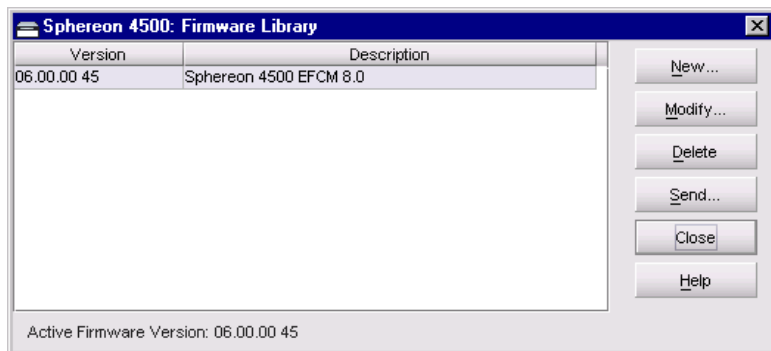 Sphereon 4500: Firmware Library
Version Description
06.00.00 45 Sphereon 4500 EFCM 8.0
New...
Modify...
Delete
Send...
Close
Help
Active Firmware Version: 06.00.00 45